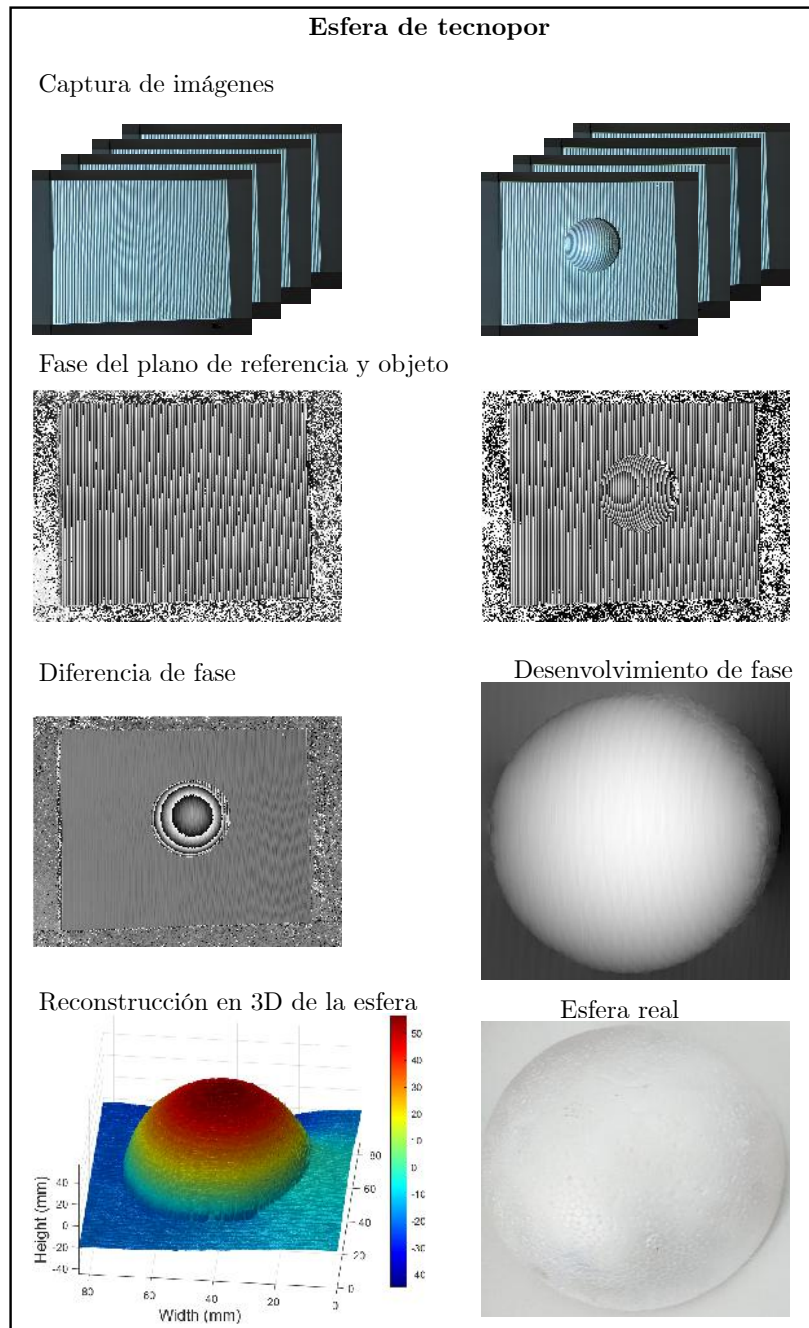 Esfera de tecnopor
Captura de imágenes
Fase del plano de referencia y objeto
Diferencia de fase
Desenvolvimiento de fase
Reconstrucción en 3D de la esfera
Esfera real
50
40
30
20
10
0
-10
-20
-30
-40
80
60
40
20
0
40
20
0
-20
-40
Height (mm)
80
60
40
20
0
Width (mm)